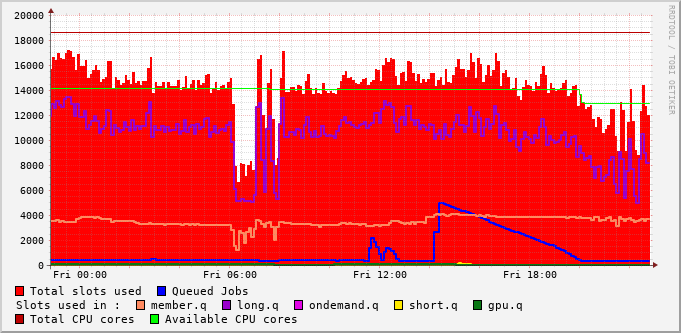 20000
18000
16000
14000
12000
10000
8000
6000
4000
2000
0
Fri 00:00 Fri 06:00 Fri 12:00 Fri 18:00
RRDTOOL / TOBI OETIKER
Total slots used Queued Jobs
Slots used in : member.q long.q ondemand.q short.q gpu.q
Total CPU cores Available CPU cores